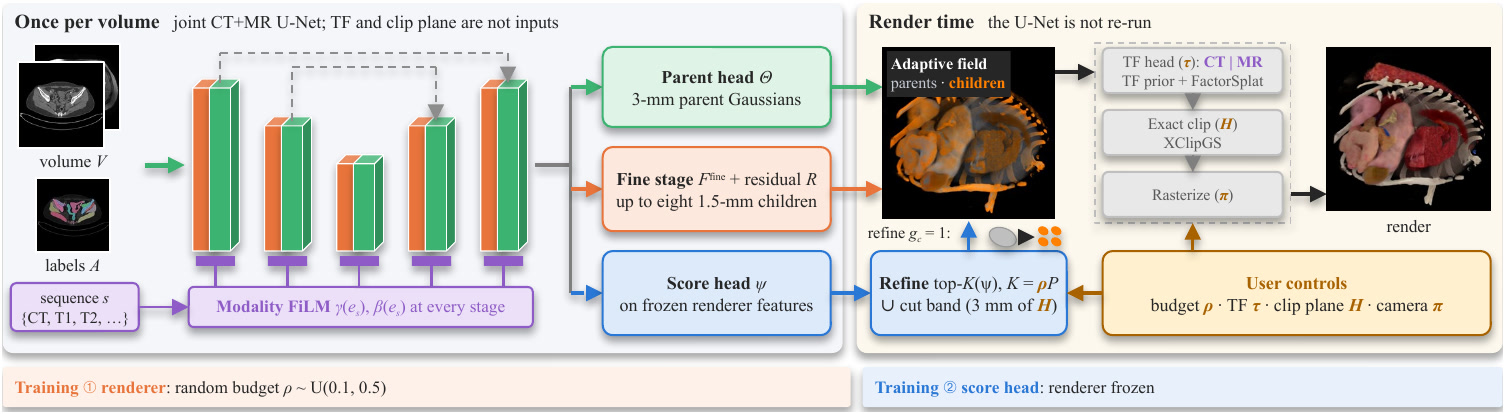 Once per volume joint CT+MR U-Net; TF and clip plane are not inputs
volume V
labels A
sequence s
{CT, T1, T2, …}
Modality FiLM γ(eₛ), β(eₛ) at every stage
Parent head Θ
3-mm parent Gaussians
Fine stage Fᶠⁱⁿᵉ + residual R
up to eight 1.5-mm children
Score head ψ
on frozen renderer features
Render time the U-Net is not re-run
Adaptive field
parents · children
refine g_c = 1:
Refine top-K(ψ), K = ρP
∪ cut band (3 mm of H)
TF head (τ): CT | MR
TF prior + FactorSplat
Exact clip (H)
XClipGS
Rasterize (π)
render
User controls
budget ρ · TF τ · clip plane H · camera π
Training ① renderer: random budget ρ ~ U(0.1, 0.5)
Training ② score head: renderer frozen